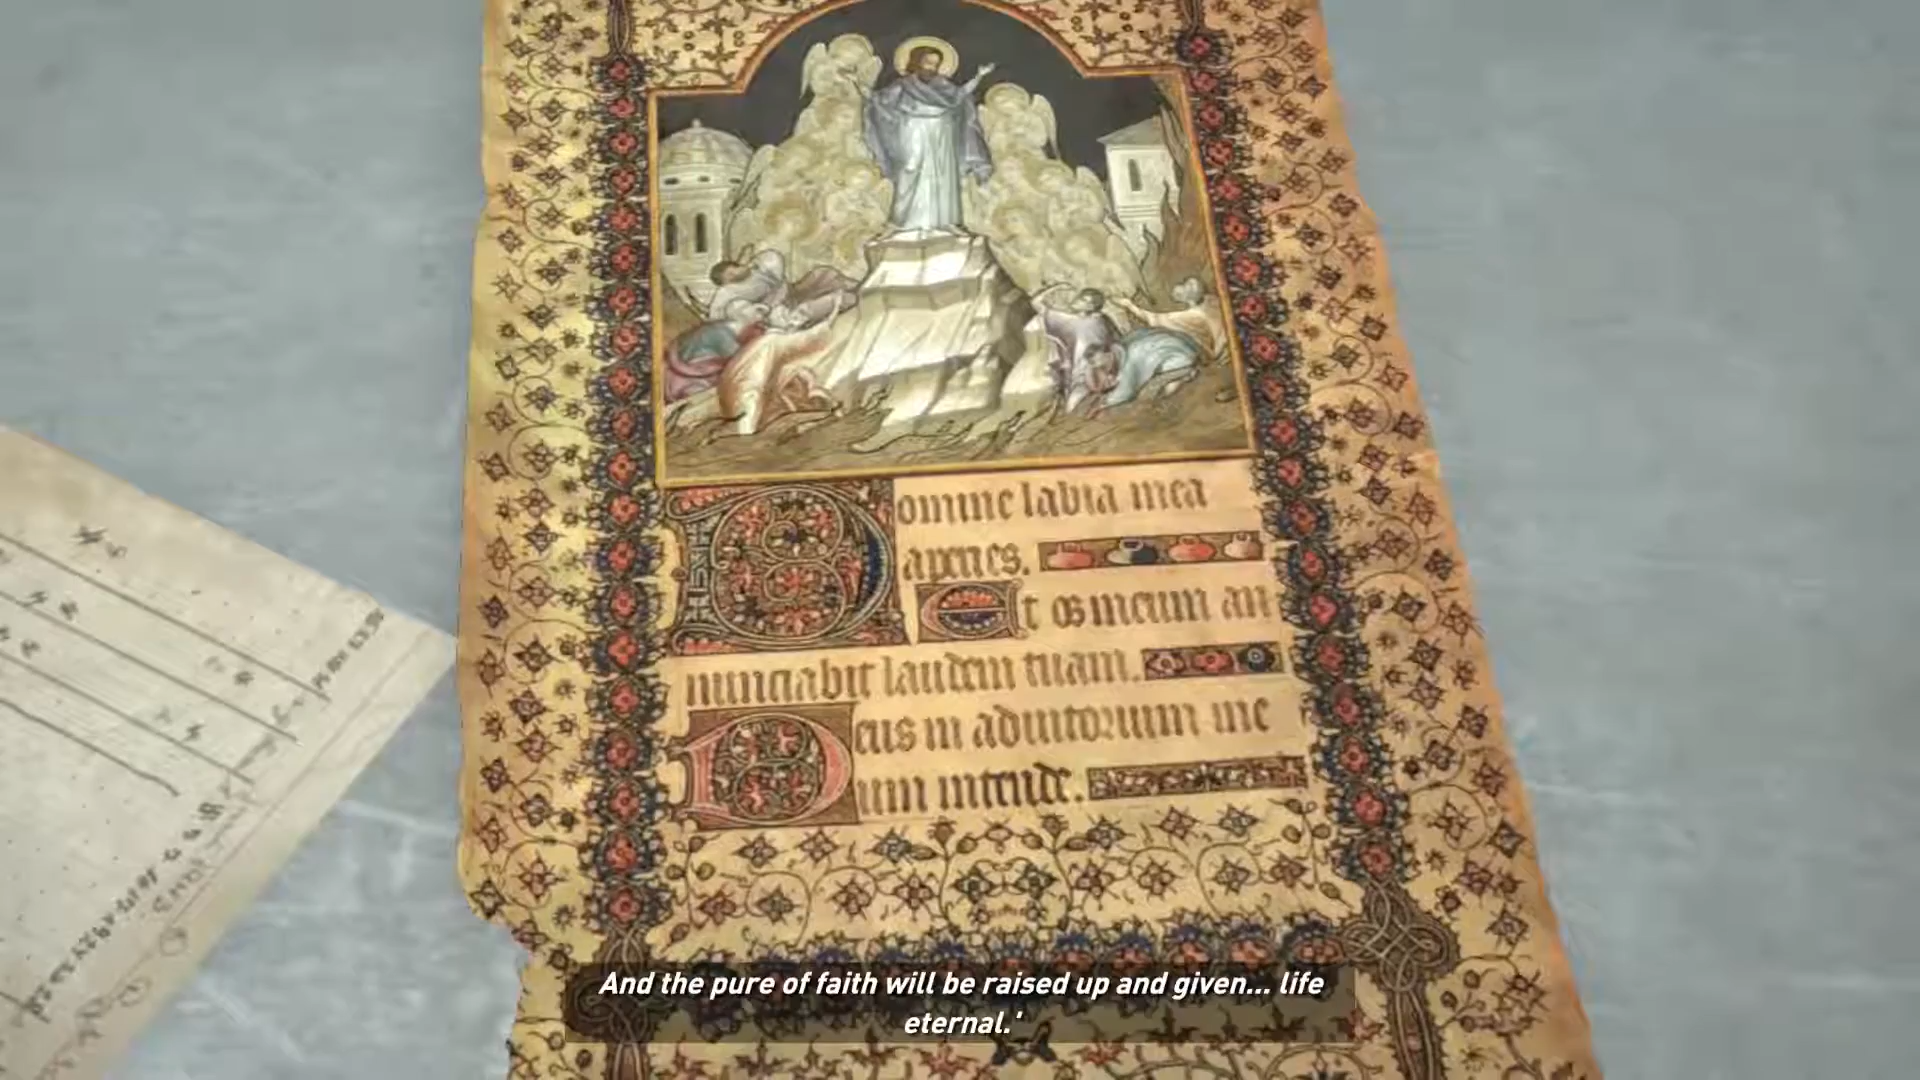 Domine labia mea
aperies.
Et os meum an
nunciabit laudem tuam.
Deus in adiutorium me
um intende.
And the pure of faith will be raised up and given... life
eternal.'